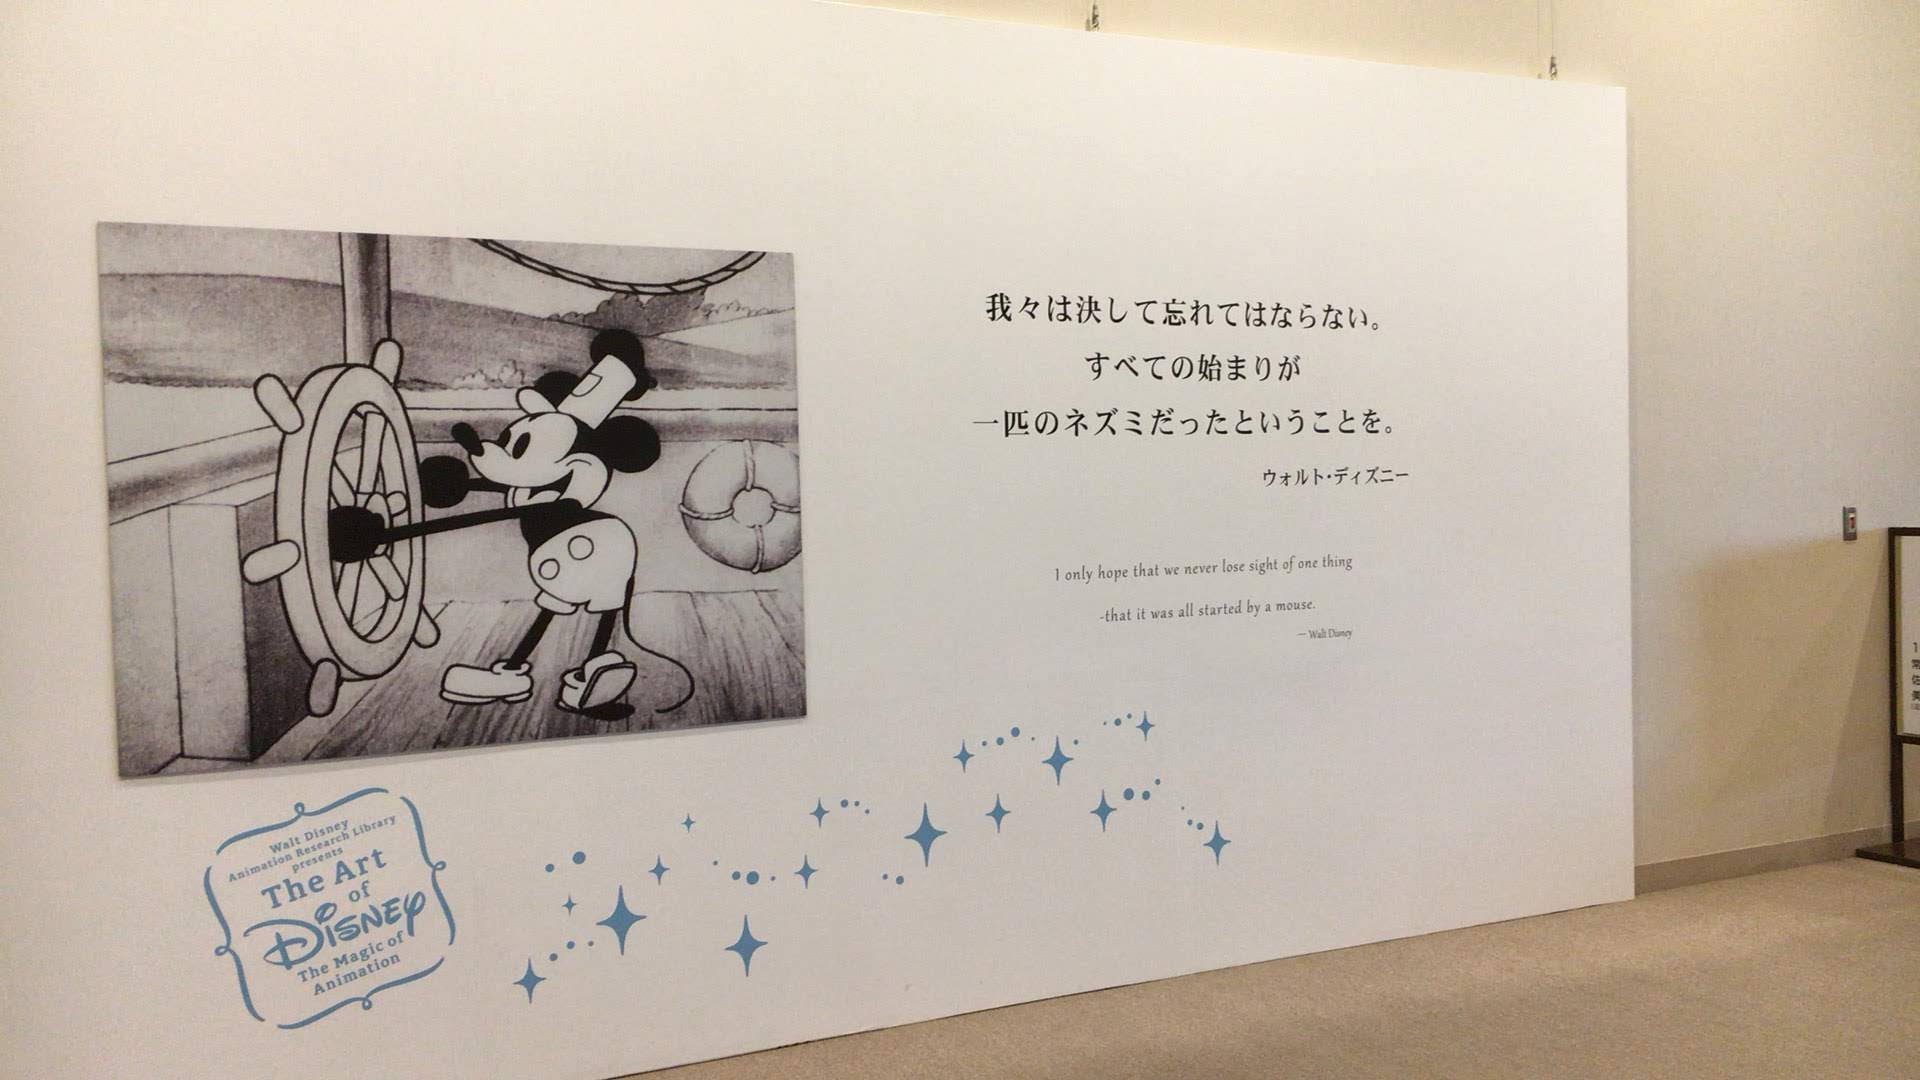 我々は決して忘れてはならない。
すべての始まりが
一匹のネズミだったということを。
ウォルト・ディズニー
I only hope that we never lose sight of one thing
-that it was all started by a mouse.
— Walt Disney
Walt Disney
Animation Research Library
presents
The Art
of
Disney
The Magic of
Animation